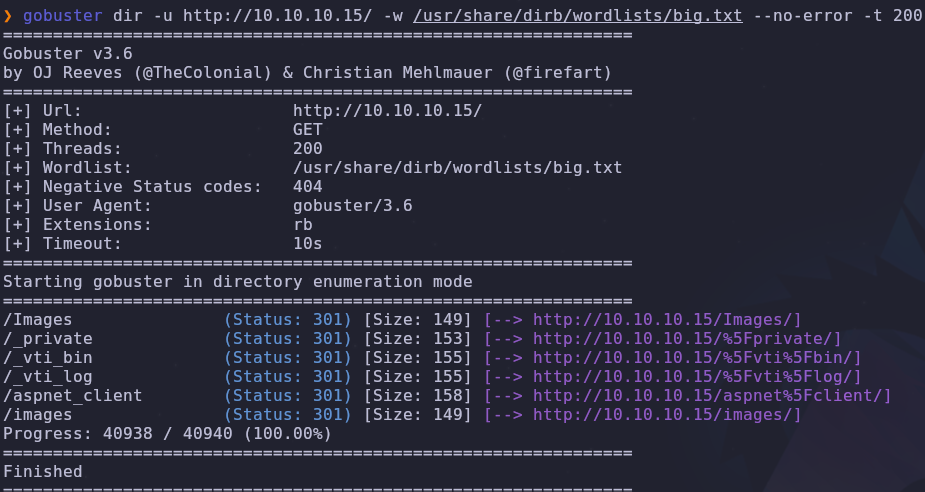 ❯ gobuster dir -u http://10.10.10.15/ -w /usr/share/dirb/wordlists/big.txt --no-error -t 200
===============================================================
Gobuster v3.6
by OJ Reeves (@TheColonial) & Christian Mehlmauer (@firefart)
===============================================================
[+] Url:                     http://10.10.10.15/
[+] Method:                  GET
[+] Threads:                 200
[+] Wordlist:                /usr/share/dirb/wordlists/big.txt
[+] Negative Status codes:   404
[+] User Agent:              gobuster/3.6
[+] Extensions:              rb
[+] Timeout:                 10s
===============================================================
Starting gobuster in directory enumeration mode
===============================================================
/Images               (Status: 301) [Size: 149] [--> http://10.10.10.15/Images/]
/_private             (Status: 301) [Size: 153] [--> http://10.10.10.15/%5Fprivate/]
/_vti_bin             (Status: 301) [Size: 155] [--> http://10.10.10.15/%5Fvti%5Fbin/]
/_vti_log             (Status: 301) [Size: 155] [--> http://10.10.10.15/%5Fvti%5Flog/]
/aspnet_client        (Status: 301) [Size: 158] [--> http://10.10.10.15/aspnet%5Fclient/]
/images               (Status: 301) [Size: 149] [--> http://10.10.10.15/images/]
Progress: 40938 / 40940 (100.00%)
===============================================================
Finished
===============================================================